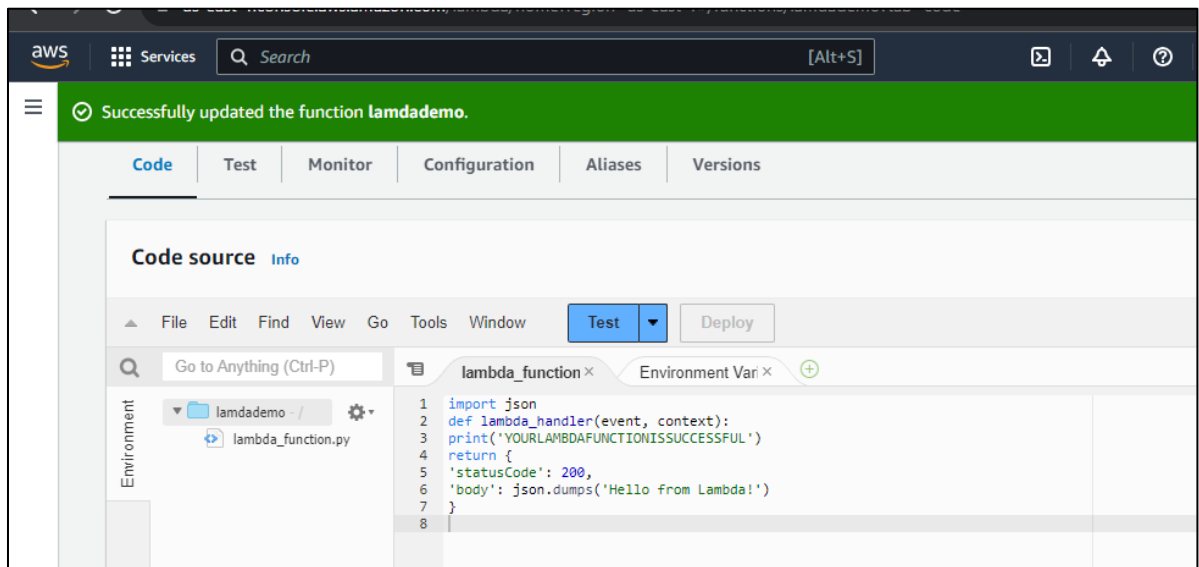 aws Services Search [Alt+S]
Successfully updated the function lamdademo.
Code Test Monitor Configuration Aliases Versions
Code source Info
File Edit Find View Go Tools Window Test Deploy
Go to Anything (Ctrl-P) lambda_function × Environment Vari ×
Environment
lamdademo - /
lambda_function.py
1 import json
2 def lambda_handler(event, context):
3 print('YOURLAMBDAFUNCTIONISSUCCESSFUL')
4 return {
5 'statusCode': 200,
6 'body': json.dumps('Hello from Lambda!')
7 }
8